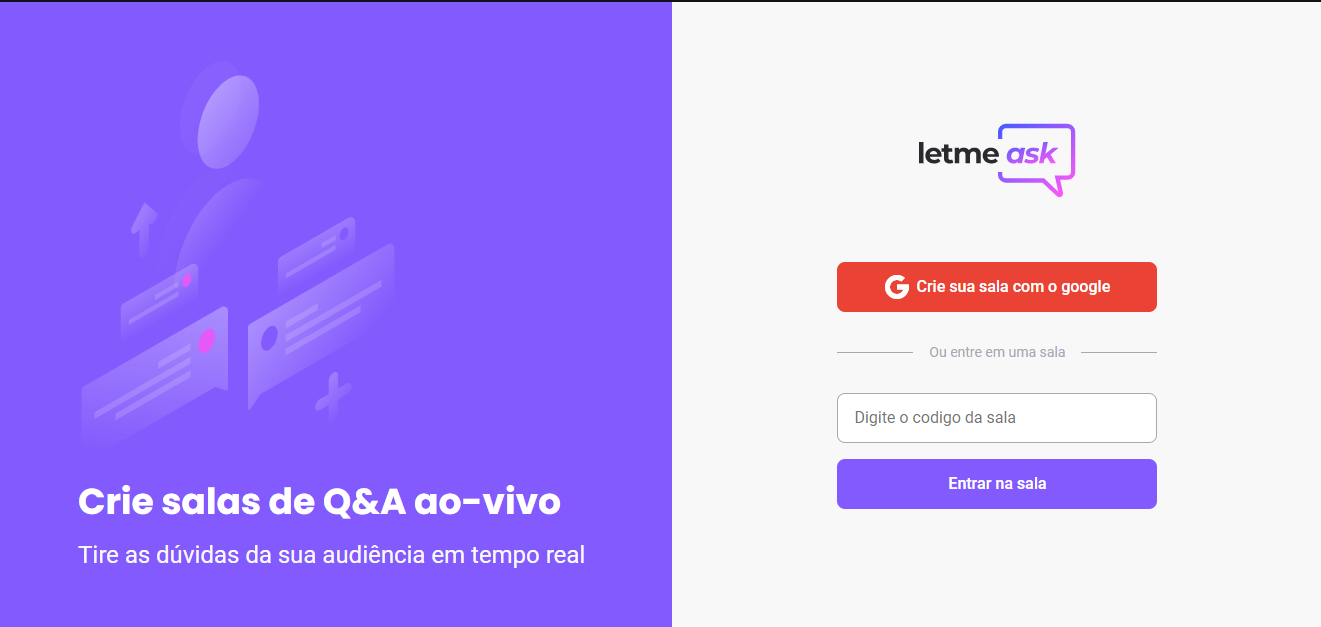 Crie salas de Q&A ao-vivo
Tire as dúvidas da sua audiência em tempo real
letme ask
Crie sua sala com o google
Ou entre em uma sala
Digite o codigo da sala
Entrar na sala